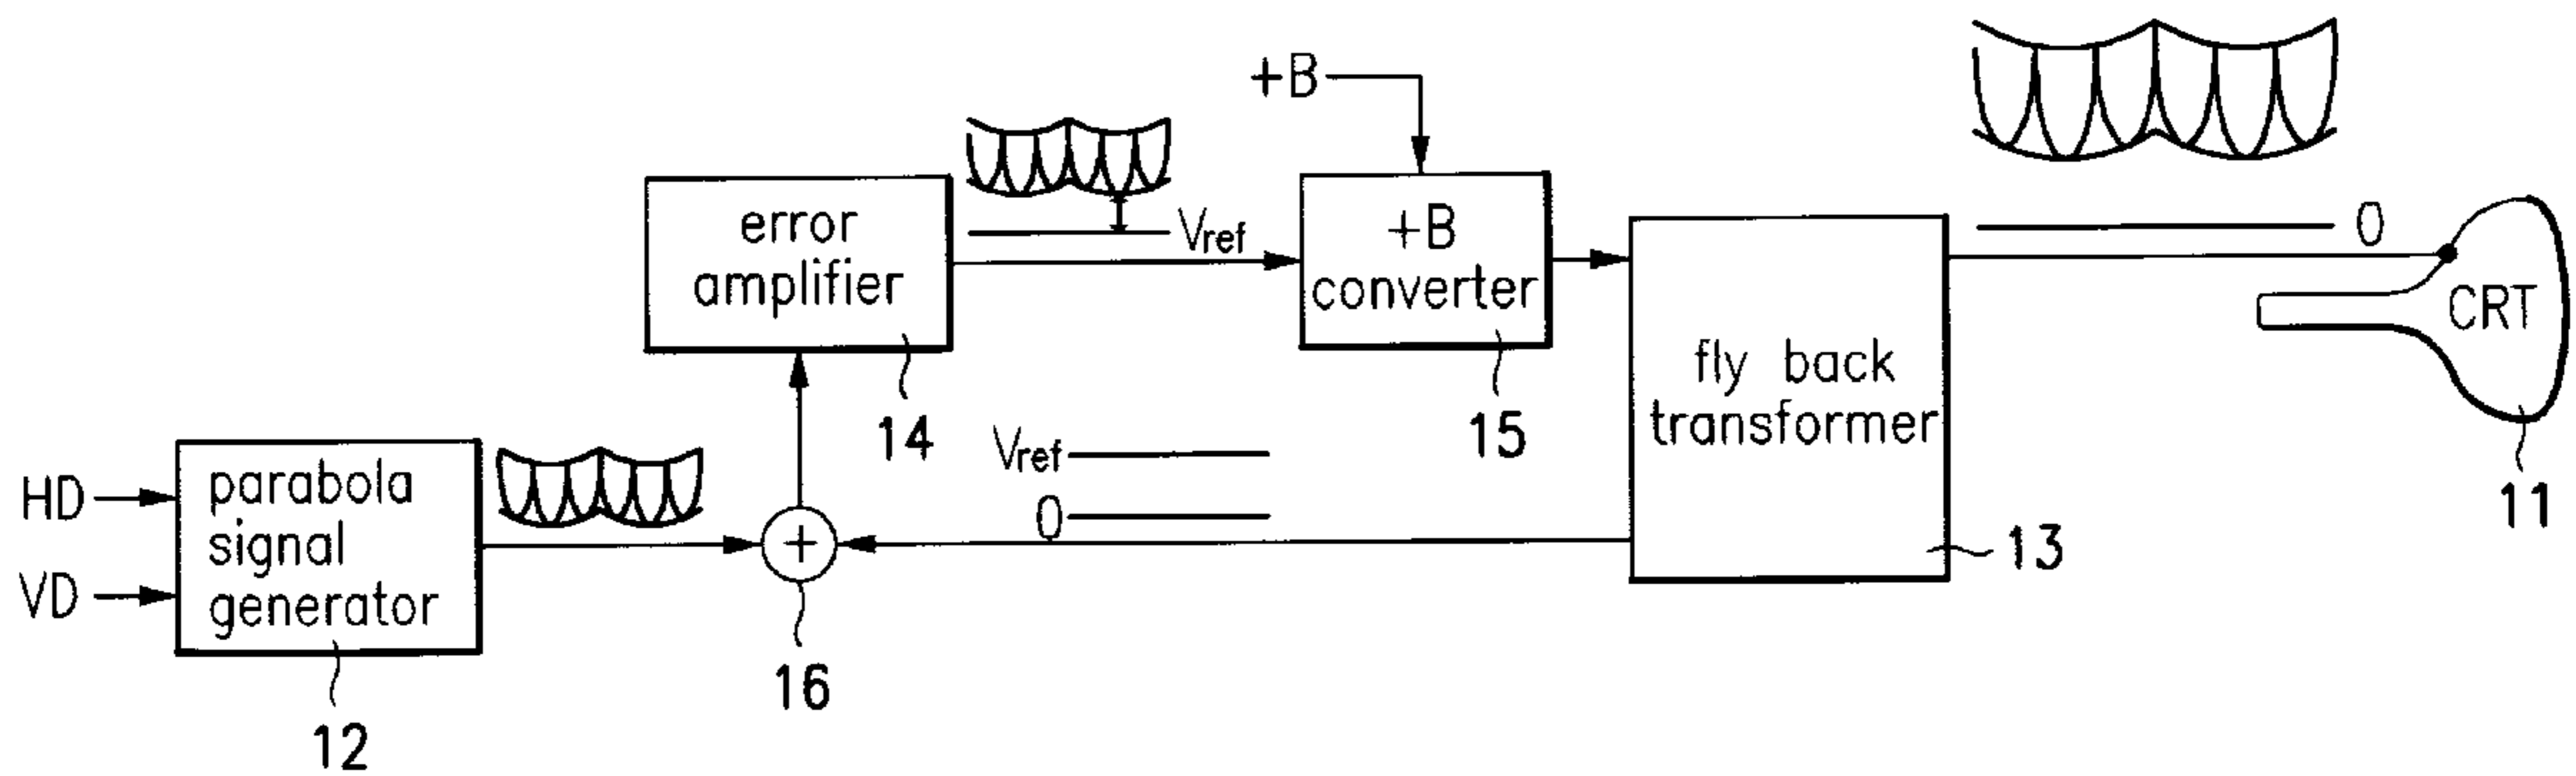 +B
error
amplifier
Vref
+B
converter
0
CRT
fly back
transformer
14
15
11
HD
VD
parabola
signal
generator
Vref
0
+
13
16
12